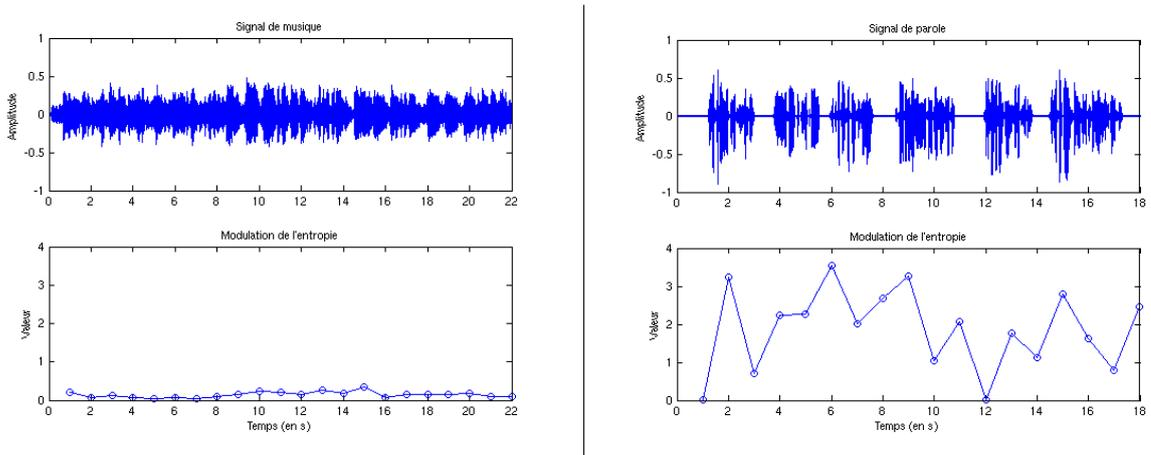 Signal de musique
1
0.5
0
-0.5
-1
Amplitude
0 2 4 6 8 10 12 14 16 18 20 22
Modulation de l'entropie
4
3
2
1
0
Valeur
0 2 4 6 8 10 12 14 16 18 20 22
Temps (en s)
Signal de parole
1
0.5
0
-0.5
-1
Amplitude
0 2 4 6 8 10 12 14 16 18
Modulation de l'entropie
4
3
2
1
0
Valeur
0 2 4 6 8 10 12 14 16 18
Temps (en s)